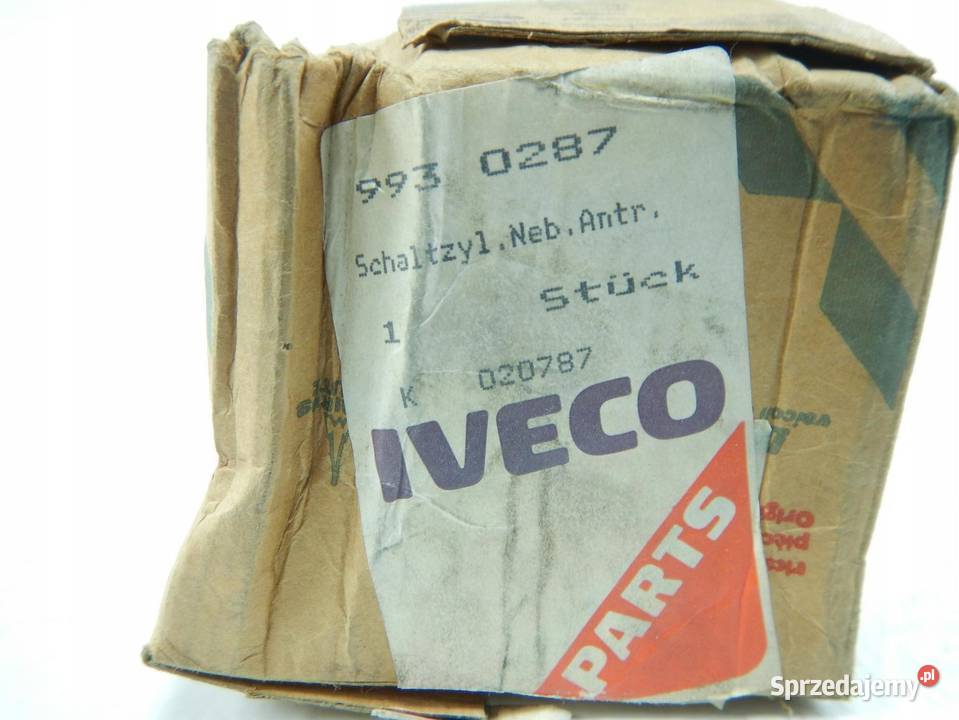 993 0287
Schaltzyl.Neb.Antr.
1 Stück
K 020787
IVECO
PARTS
Sprzedajemy.pl